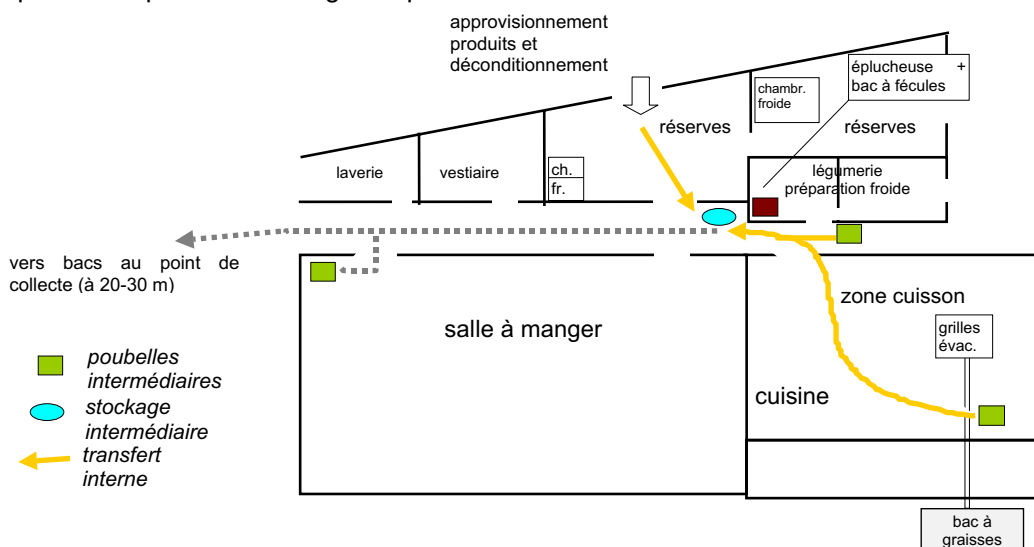 approvisionnement
produits et
déconditionnement
éplucheuse +
bac à fécules
chambr.
froide
réserves
réserves
laverie
vestiaire
ch.
fr.
légumerie
préparation froide
vers bacs au point de
collecte (à 20-30 m)
zone cuisson
salle à manger
grilles
évac.
cuisine
poubelles
intermédiaires
stockage
intermédiaire
transfert
interne
bac à
graisses